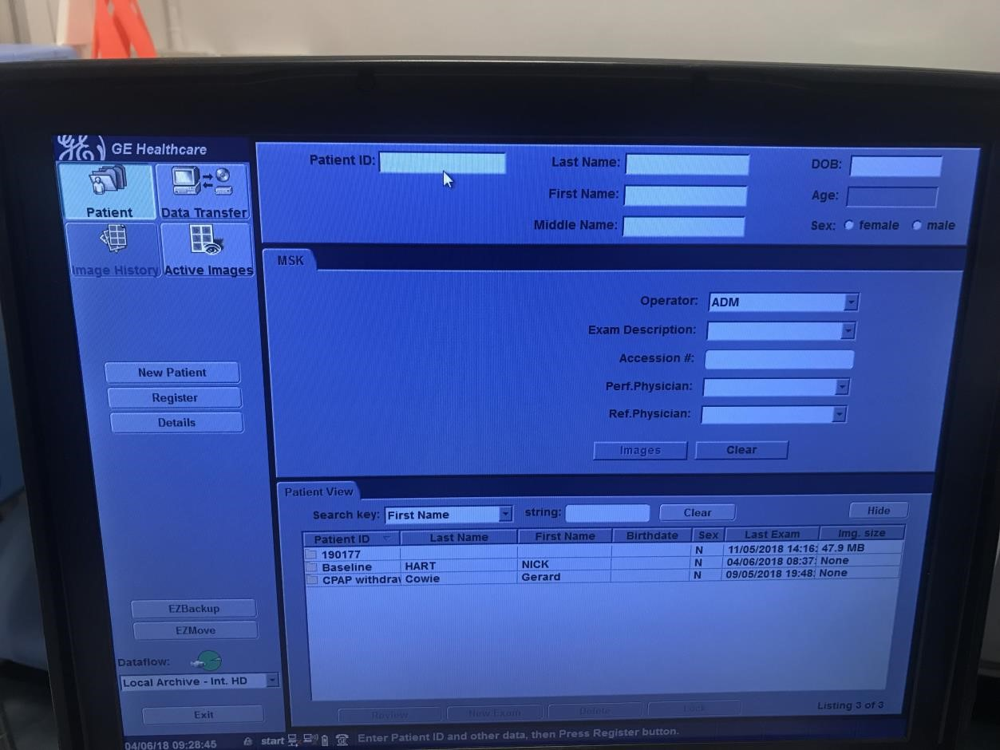 GE Healthcare
Patient
Data Transfer
Image History
Active Images
Patient ID:
Last Name:
DOB:
First Name:
Age:
Middle Name:
Sex: female male
MSK
Operator: ADM
Exam Description:
Accession #:
Perf.Physician:
Ref.Physician:
Images Clear
New Patient
Register
Details
Patient View
Search key: First Name string: Clear Hide
Patient ID Last Name First Name Birthdate Sex Last Exam Img. size
190177 N 11/05/2018 14:16: 47.9 MB
Baseline HART NICK N 04/06/2018 08:37: None
CPAP withdrav Cowie Gerard N 09/05/2018 19:48: None
EZBackup
EZMove
Dataflow:
Local Archive - Int. HD
Exit
Review New Exam Delete Lock
Listing 3 of 3
04/06/18 09:28:45 start GE Enter Patient ID and other data, then Press Register button.